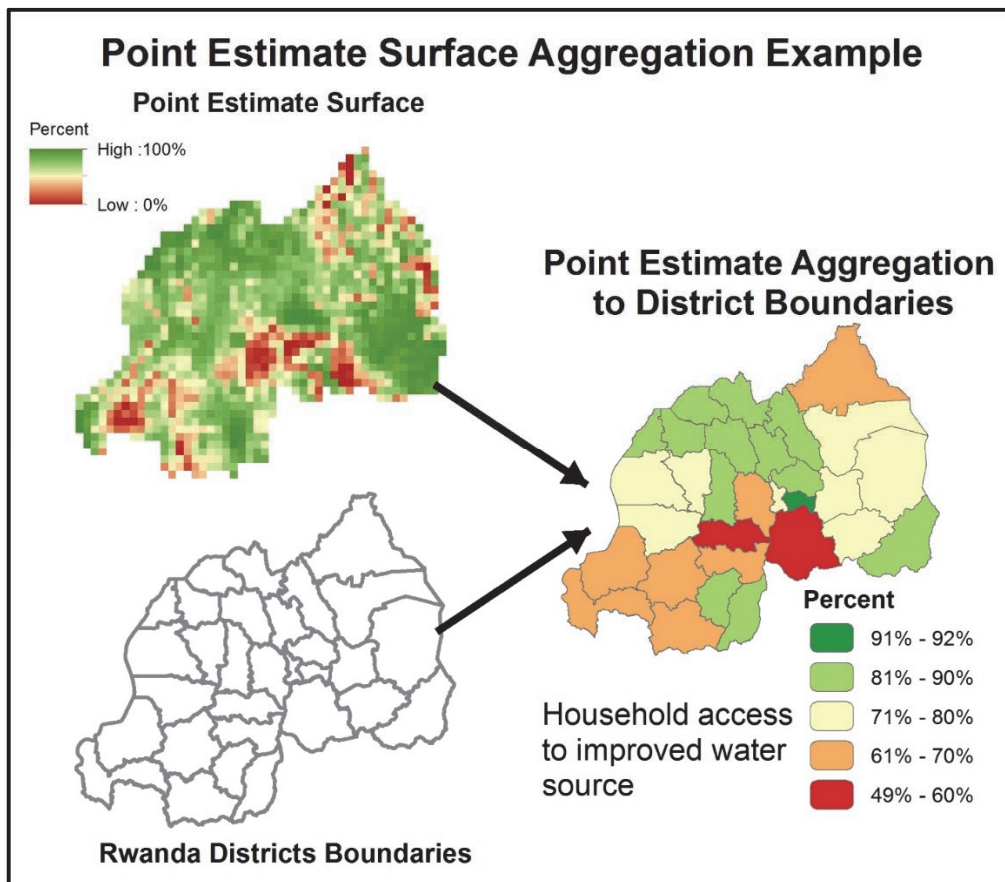 Point Estimate Surface Aggregation Example
Point Estimate Surface
Percent
High :100%
Low : 0%
Point Estimate Aggregation
to District Boundaries
Rwanda Districts Boundaries
Household access
to improved water
source
Percent
91% - 92%
81% - 90%
71% - 80%
61% - 70%
49% - 60%